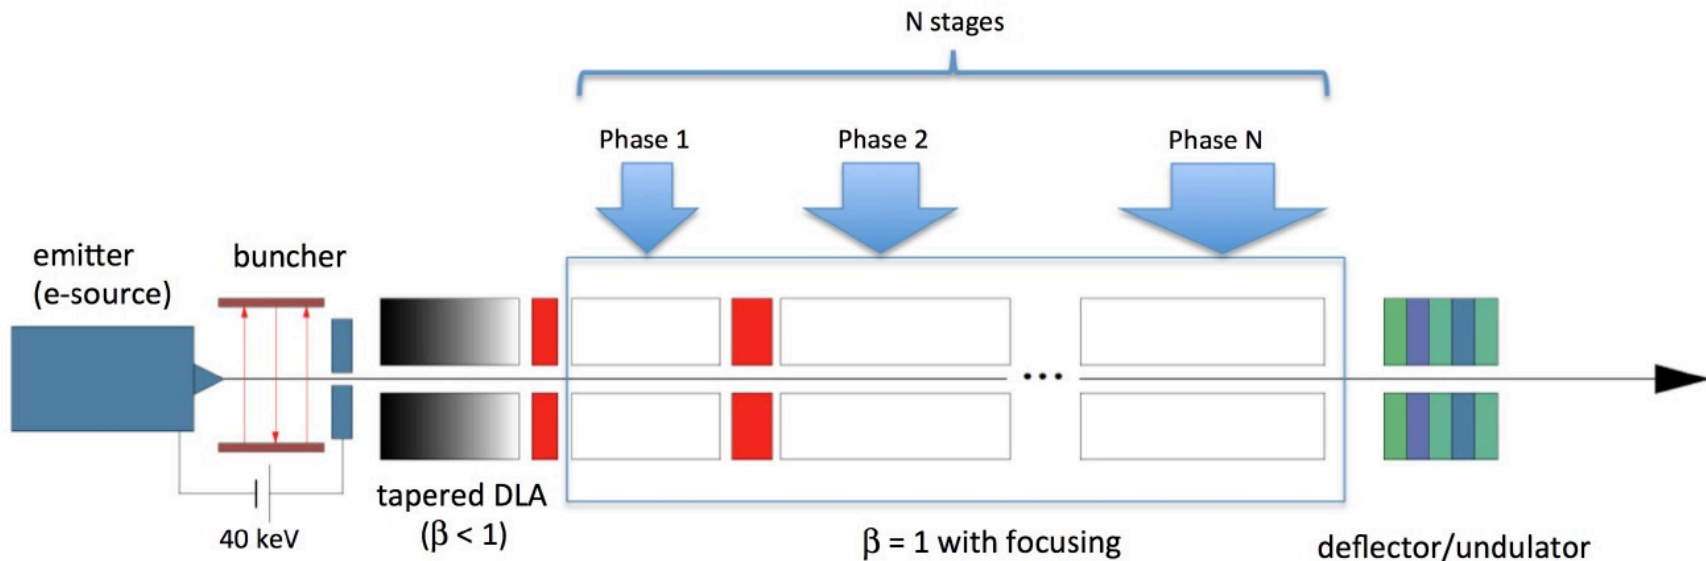 N stages
Phase 1
Phase 2
Phase N
emitter
(e-source)
buncher
tapered DLA
(β < 1)
40 keV
β = 1 with focusing
deflector/undulator